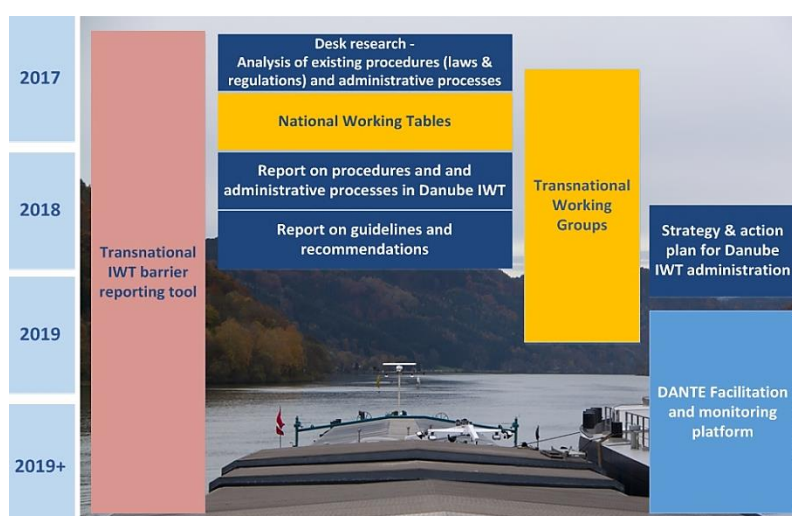 2017
2018
2019
2019+
Transnational
IWT barrier
reporting tool
Desk research -
Analysis of existing procedures (laws &
regulations) and administrative processes
National Working Tables
Report on procedures and and
administrative processes in Danube IWT
Report on guidelines and
recommendations
Transnational
Working
Groups
Strategy & action
plan for Danube
IWT administration
DANTE Facilitation
and monitoring
platform